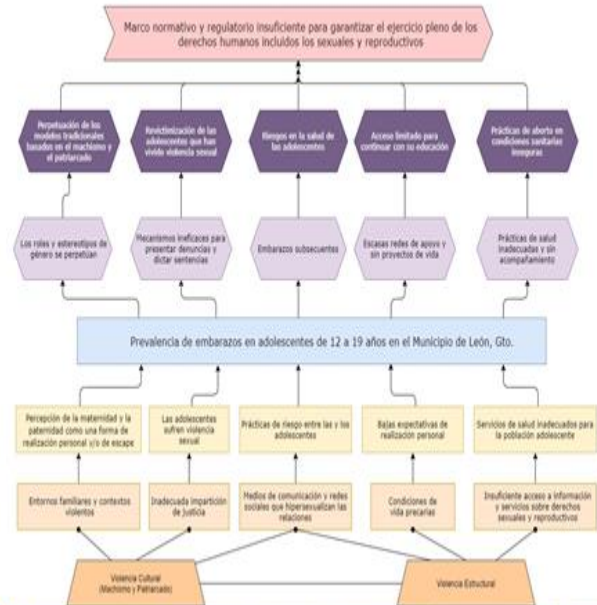 Marco normativo y regulatorio insuficiente para garantizar el ejercicio pleno de los
derechos humanos incluidos los sexuales y reproductivos
Perpetuación de los
modelos tradicionales
basados en el machismo y
el patriarcado
Revictimización de las
adolescentes que han
vivido violencia sexual
Riesgos en la salud de
las adolescentes
Acceso limitado para
continuar con su educación
Prácticas de aborto en
condiciones sanitarias
inseguras
Los roles y estereotipos de
género se perpetúan
Mecanismos ineficaces para
presentar denuncias y
dictar sentencias
Embarazos subsecuentes
Escasas redes de apoyo y
sin proyectos de vida
Prácticas de salud
inadecuadas y sin
acompañamiento
Prevalencia de embarazos en adolescentes de 12 a 19 años en el Municipio de León, Gto.
Percepción de la maternidad y la
paternidad como una forma de
realización personal y/o de escape
Las adolescentes
sufren violencia
sexual
Prácticas de riesgo entre las y los
adolescentes
Bajas expectativas de
realización personal
Servicios de salud inadecuados para
la población adolescente
Entornos familiares y contextos
violentos
Inadecuada impartición
de justicia
Medios de comunicación y redes
sociales que hipersexualizan las
relaciones
Condiciones de
vida precarias
Insuficiente acceso a información
y servicios sobre derechos
sexuales y reproductivos
Violencia Cultural
(Machismo y Patriarcado)
Violencia Estructural